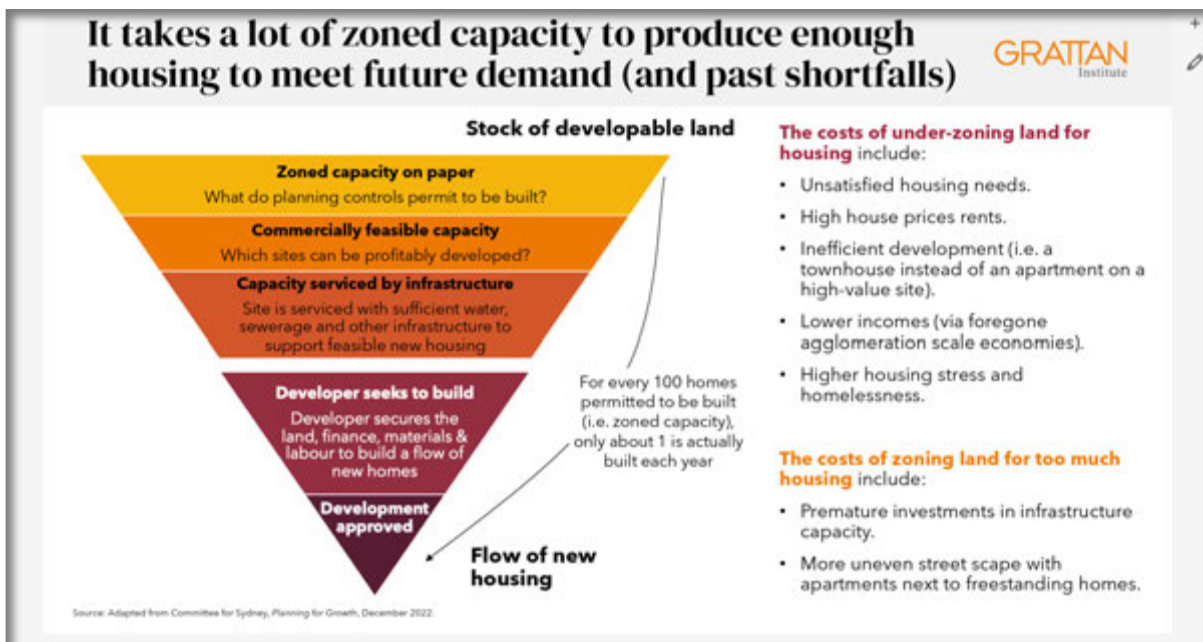 It takes a lot of zoned capacity to produce enough
housing to meet future demand (and past shortfalls)
GRATTAN
Institute
Stock of developable land
Zoned capacity on paper
What do planning controls permit to be built?
Commercially feasible capacity
Which sites can be profitably developed?
Capacity serviced by infrastructure
Site is serviced with sufficient water,
sewerage and other infrastructure to
support feasible new housing
Developer seeks to build
Developer secures the
land, finance, materials &
labour to build a flow of
new homes
Development
approved
For every 100 homes
permitted to be built
(i.e. zoned capacity),
only about 1 is actually
built each year
Flow of new
housing
The costs of under-zoning land for
housing include:
• Unsatisfied housing needs.
• High house prices rents.
• Inefficient development (i.e. a
townhouse instead of an apartment on a
high-value site).
• Lower incomes (via foregone
agglomeration scale economies).
• Higher housing stress and
homelessness.
The costs of zoning land for too much
housing include:
• Premature investments in infrastructure
capacity.
• More uneven street scape with
apartments next to freestanding homes.
Source: Adapted from Committee for Sydney, Planning for Growth, December 2022.